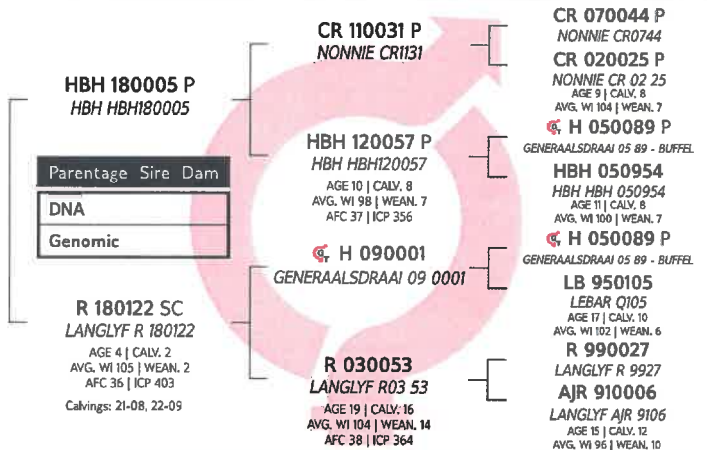 HBH 180005 P
HBH HBH180005
Parentage Sire Dam
DNA
Genomic
R 180122 SC
LANGLYF R 180122
AGE 4 | CALV. 2
AVG. WI 105 | WEAN. 2
AFC 36 | ICP 403
Calvings: 21-08, 22-09
CR 110031 P
NONNIE CR1131
HBH 120057 P
HBH HBH120057
AGE 10 | CALV. 8
AVG. WI 98 | WEAN. 7
AFC 37 | ICP 356
H 090001
GENERAALSDRAAI 09 0001
R 030053
LANGLYF R03 53
AGE 19 | CALV. 16
AVG. WI 104 | WEAN. 14
AFC 38 | ICP 364
CR 070044 P
NONNIE CR0744
CR 020025 P
NONNIE CR 02 25
AGE 9 | CALV. 8
AVG. WI 104 | WEAN. 7
H 050089 P
GENERAALSDRAAI 05 89 - BUFFEL
HBH 050954
HBH HBH 050954
AGE 11 | CALV. 8
AVG. WI 100 | WEAN. 7
H 050089 P
GENERAALSDRAAI 05 89 - BUFFEL
LB 950105
LEBAR Q105
AGE 17 | CALV. 10
AVG. WI 102 | WEAN. 6
R 990027
LANGLYF R 9927
AJR 910006
LANGLYF AJR 9106
AGE 15 | CALV. 12
AVG. WI 96 | WEAN. 10